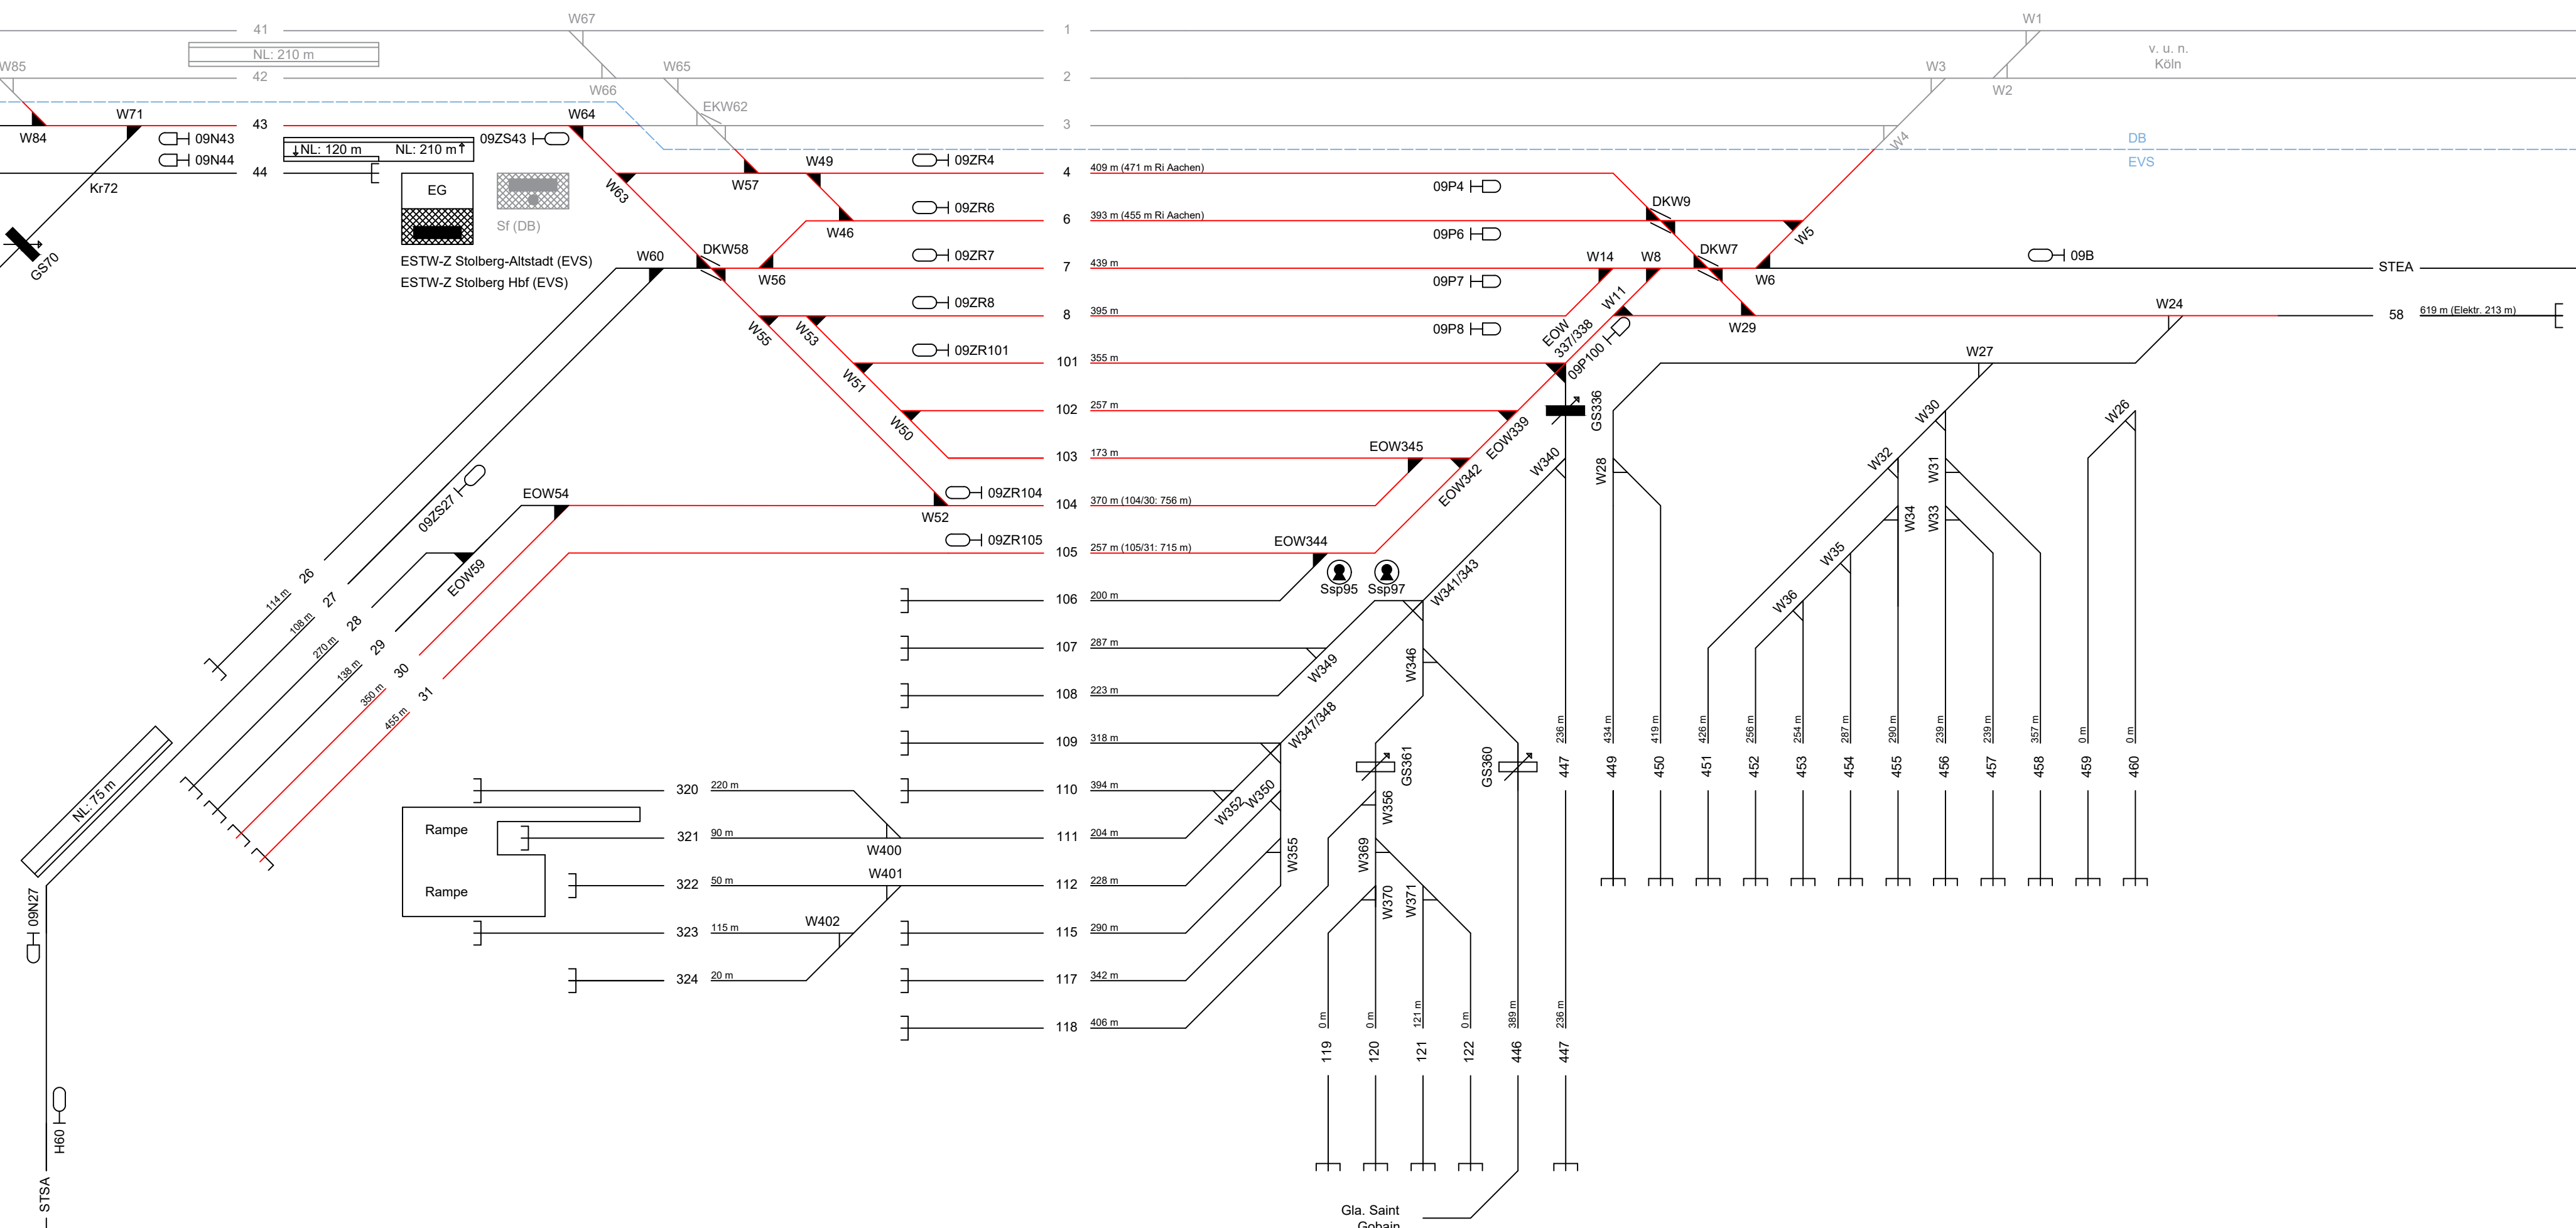 W67
W1
41
1
v. u. n.
Köln
NL: 210 m
W85
W65
W3
42
2
W66
W2
EKW62
W71
W64
43
3
W84
09N43
09ZS43
W4
DB
NL: 120 m
NL: 210 m
09N44
W49
09ZR4
EVS
44
4
409 m (471 m Ri Aachen)
Kr72
W57
09P4
EG
W63
DKW9
09ZR6
Sf (DB)
6
393 m (455 m Ri Aachen)
W46
09P6
W5
GS70
DKW58
DKW7
ESTW-Z Stolberg-Altstadt (EVS)
W60
09ZR7
W14
W8
09B
7
439 m
STEA
ESTW-Z Stolberg Hbf (EVS)
W56
09P7
W6
W11
09ZR8
W24
8
395 m
58
619 m (Elektr. 213 m)
W55
W53
09P8
EOW
337/338
W29
09P100
09ZR101
W27
101
355 m
W51
GS336
102
257 m
W30
W26
W50
EOW339
EOW345
103
173 m
W340
W28
W32
W31
EOW342
09ZS27
EOW54
09ZR104
104
370 m (104/30: 756 m)
W52
W34
W33
09ZR105
EOW344
105
257 m (105/31: 715 m)
W35
EOW59
26
114 m
Ssp95
Ssp97
W341/343
27
108 m
106
200 m
W36
28
270 m
107
287 m
29
138 m
W349
W346
30
350 m
108
223 m
31
455 m
W347/348
109
318 m
236 m
434 m
419 m
426 m
256 m
254 m
287 m
290 m
239 m
239 m
357 m
0 m
0 m
GS361
GS360
447
449
450
451
452
453
454
455
456
457
458
459
460
NL: 75 m
320
220 m
110
394 m
W352
W350
W356
Rampe
321
90 m
111
204 m
W400
W355
W369
W401
Rampe
322
50 m
112
228 m
W370
W371
09N27
W402
323
115 m
115
290 m
324
20 m
117
342 m
118
406 m
0 m
0 m
121 m
0 m
389 m
236 m
119
120
121
122
446
447
H60
STSA
Gla. Saint
Gobain